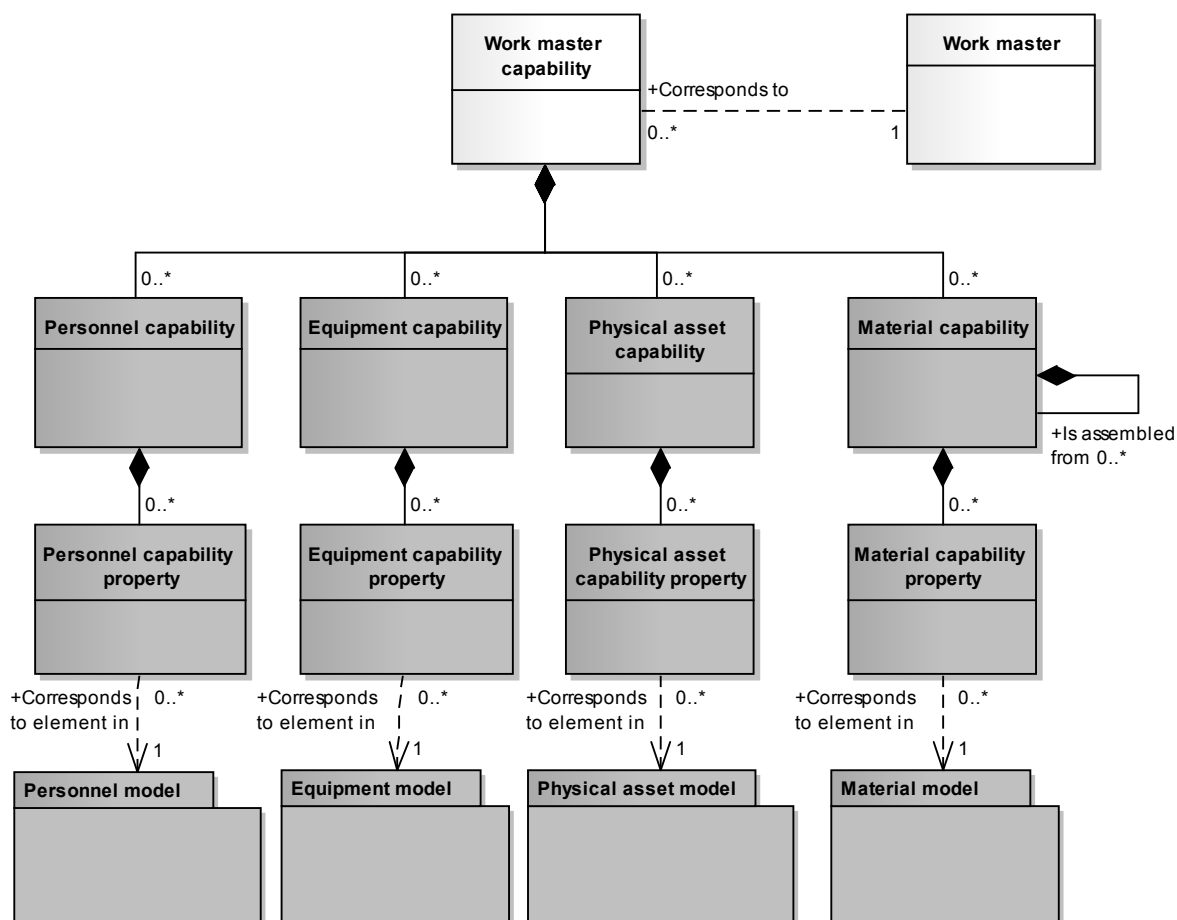 Work master
capability
Work master
+Corresponds to
0..*
1
0..*
0..*
0..*
0..*
Personnel capability
Equipment capability
Physical asset
capability
Material capability
+Is assembled
from 0..*
0..*
0..*
0..*
0..*
Personnel capability
property
Equipment capability
property
Physical asset
capability property
Material capability
property
+Corresponds
to element in
0..*
1
+Corresponds
to element in
0..*
1
+Corresponds
to element in
0..*
1
+Corresponds
to element in
0..*
1
Personnel model
Equipment model
Physical asset model
Material model